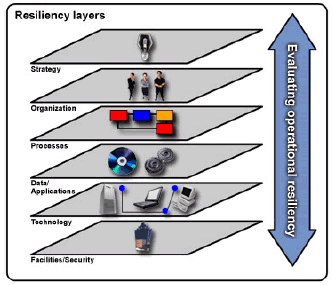 Resiliency layers
Strategy
Organization
Processes
Data/
Applications
Technology
Facilities/Security
Evaluating operational resiliency